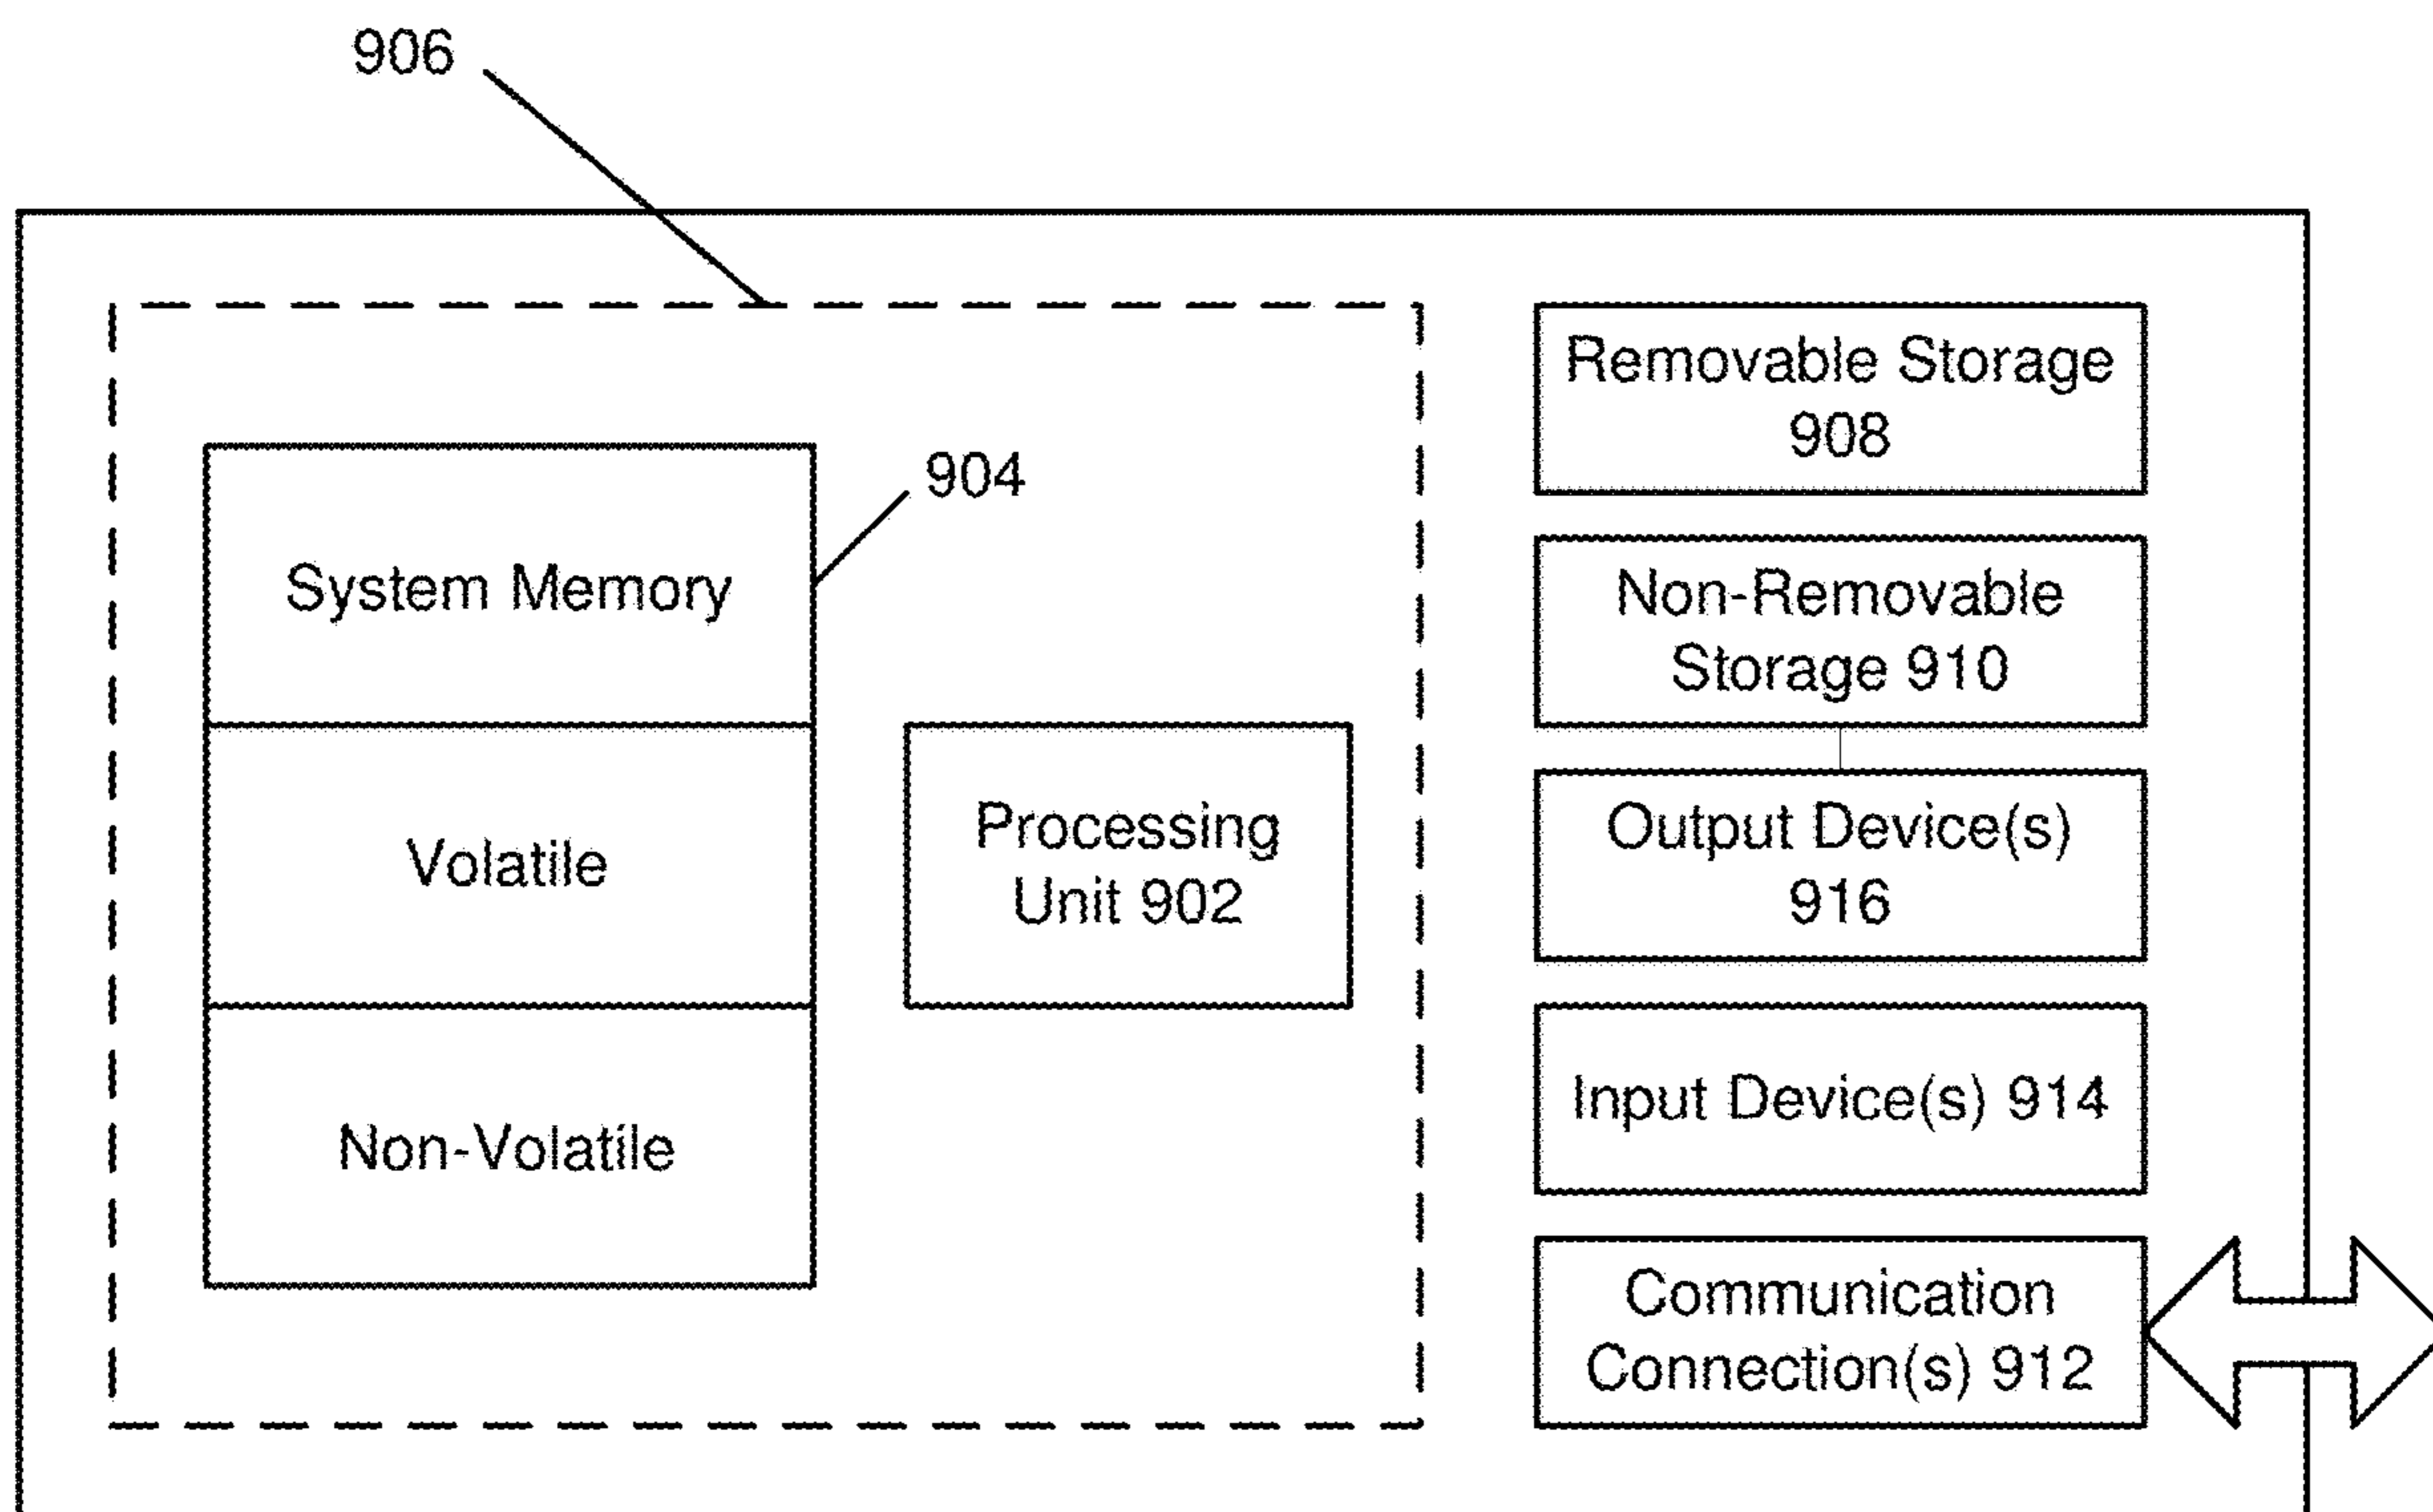 906
904
System Memory
Volatile
Non-Volatile
Processing
Unit 902
Removable Storage
908
Non-Removable
Storage 910
Output Device(s)
916
Input Device(s) 914
Communication
Connection(s) 912